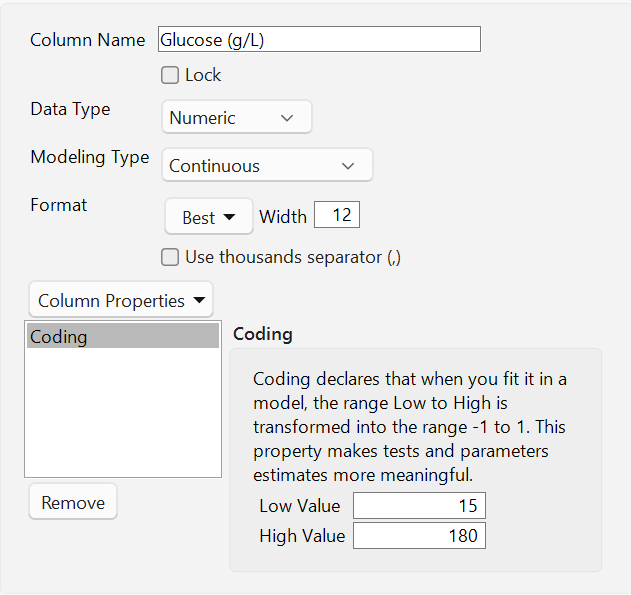 Column Name Glucose (g/L)
Lock
Data Type Numeric
Modeling Type Continuous
Format Best Width 12
Use thousands separator (,)
Column Properties
Coding
Coding
Coding declares that when you fit it in a
model, the range Low to High is
transformed into the range -1 to 1. This
property makes tests and parameters
estimates more meaningful.
Low Value 15
High Value 180
Remove